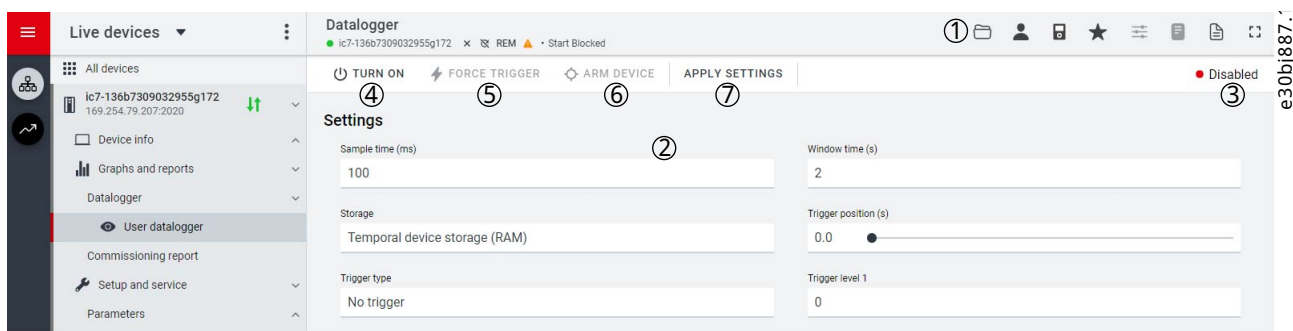 Live devices
Datalogger
ic7-136b7309032955g172 REM • Start Blocked
①
All devices
TURN ON FORCE TRIGGER ARM DEVICE APPLY SETTINGS
Disabled
④ ⑤ ⑥ ⑦ ③
ic7-136b7309032955g172
169.254.79.207:2020
Device info
Graphs and reports
Datalogger
User datalogger
Commissioning report
Setup and service
Parameters
Settings
②
Sample time (ms)
100
Window time (s)
2
Storage
Temporal device storage (RAM)
Trigger position (s)
0.0
Trigger type
No trigger
Trigger level 1
0